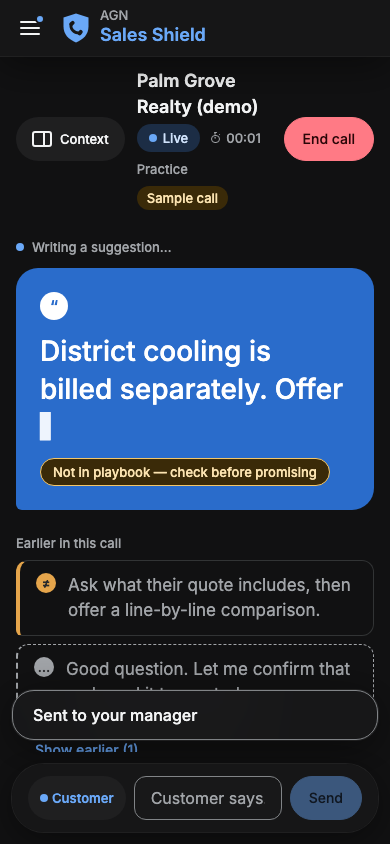 AGN
Sales Shield
Palm Grove
Realty (demo)
Context
Live
00:01
End call
Practice
Sample call
Writing a suggestion...
District cooling is
billed separately. Offer
Not in playbook — check before promising
Earlier in this call
Ask what their quote includes, then
offer a line-by-line comparison.
Good question. Let me confirm that
Sent to your manager
Show earlier (1)
Customer
Customer says
Send